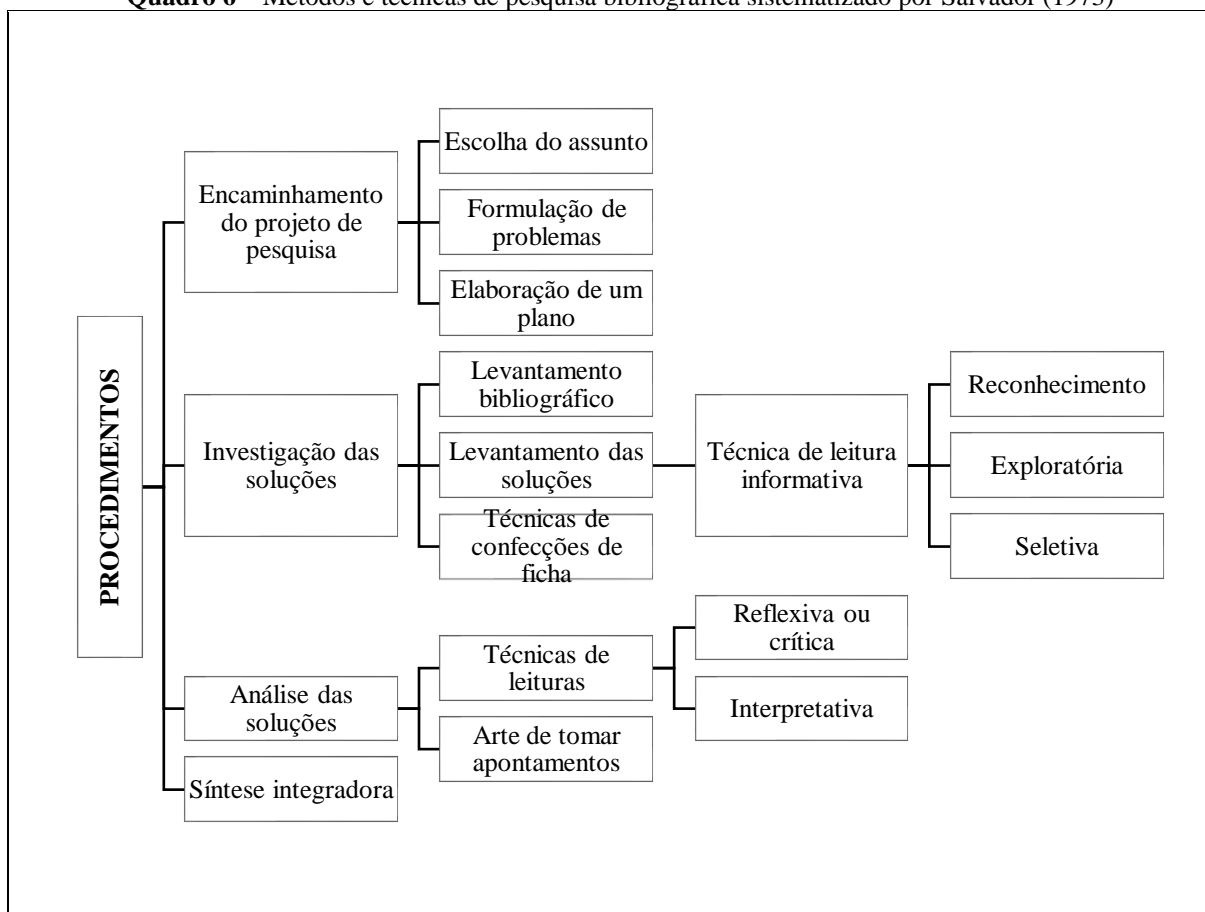 Quadro 6 – Métodos e técnicas de pesquisa bibliográfica sistematizado por Salvador (1973)
PROCEDIMENTOS
Encaminhamento
do projeto de
pesquisa
Escolha do assunto
Formulação de
problemas
Elaboração de um
plano
Investigação das
soluções
Levantamento
bibliográfico
Levantamento das
soluções
Técnica de leitura
informativa
Reconhecimento
Exploratória
Seletiva
Técnicas de
confecções de
ficha
Análise das
soluções
Técnicas de
leituras
Reflexiva ou
crítica
Interpretativa
Arte de tomar
apontamentos
Síntese integradora